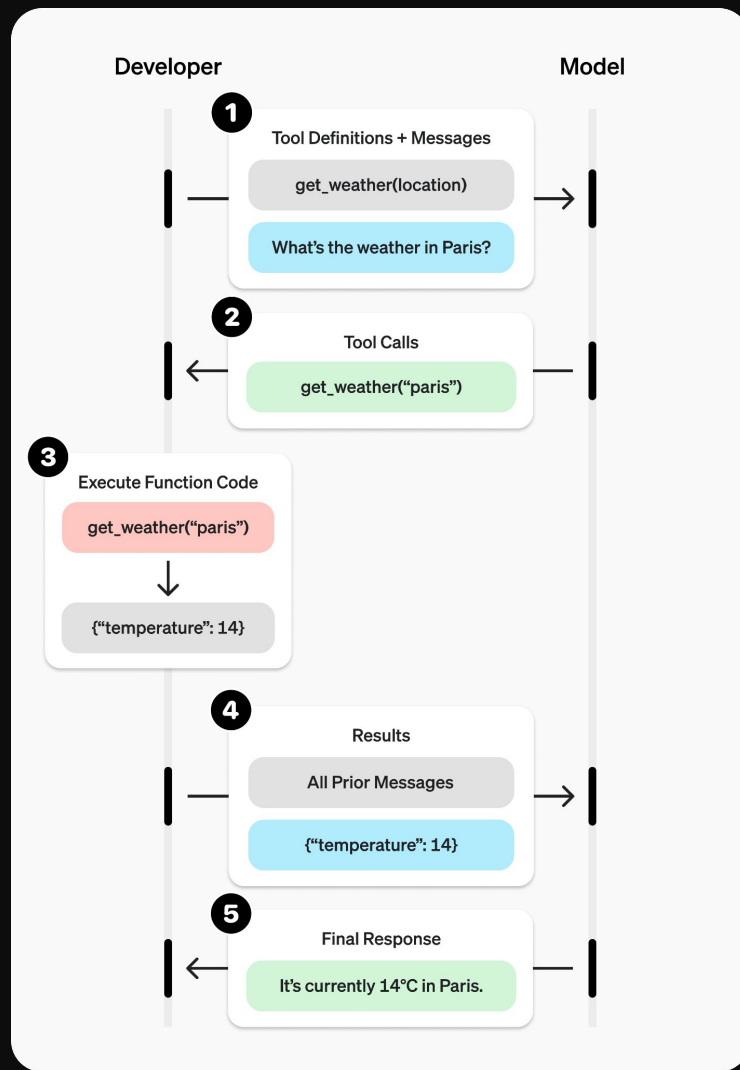 Developer
Model
1
Tool Definitions + Messages
get_weather(location)
What’s the weather in Paris?
2
Tool Calls
get_weather(“paris”)
3
Execute Function Code
get_weather(“paris”)
{“temperature”: 14}
4
Results
All Prior Messages
{“temperature”: 14}
5
Final Response
It’s currently 14°C in Paris.